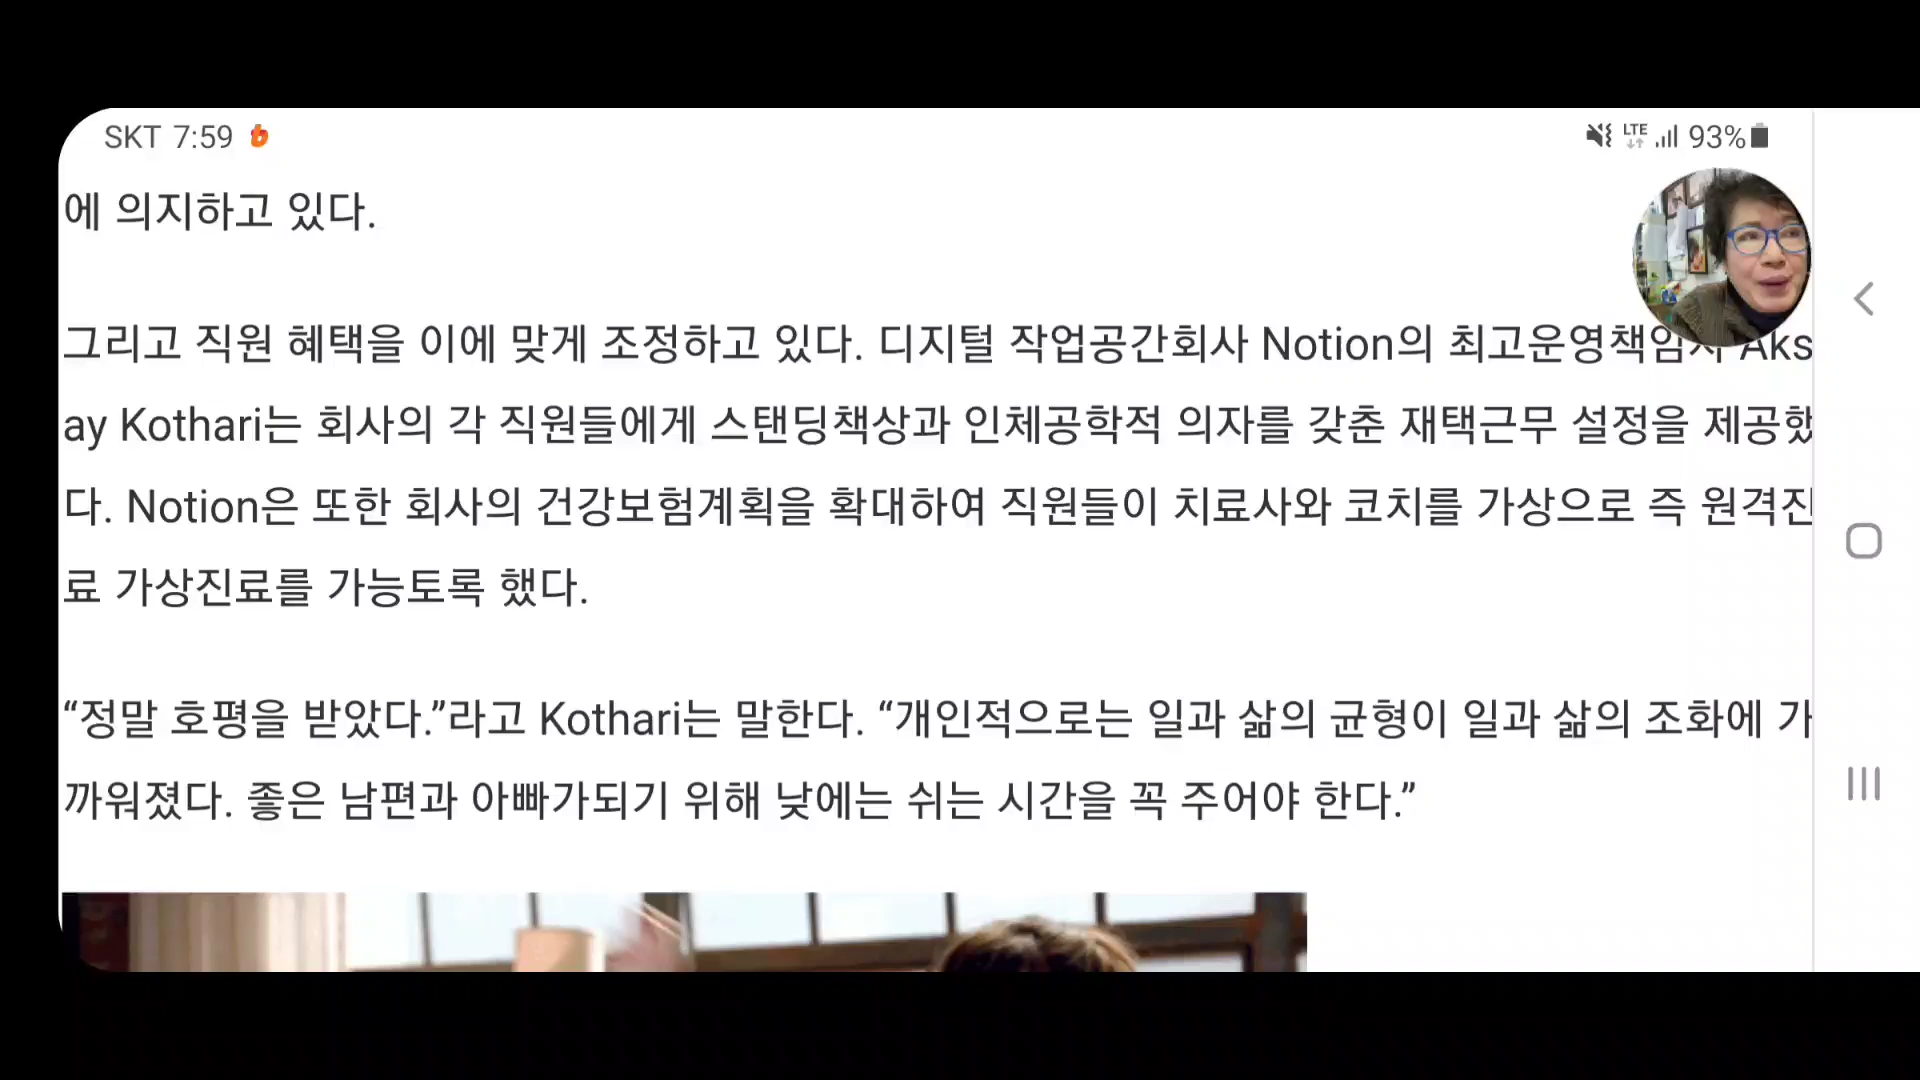 SKT 7:59
LTE 93%
에 의지하고 있다.
그리고 직원 혜택을 이에 맞게 조정하고 있다. 디지털 작업공간회사 Notion의 최고운영책임자 Aks
ay Kothari는 회사의 각 직원들에게 스탠딩책상과 인체공학적 의자를 갖춘 재택근무 설정을 제공했
다. Notion은 또한 회사의 건강보험계획을 확대하여 직원들이 치료사와 코치를 가상으로 즉 원격진
료 가상진료를 가능토록 했다.
“정말 호평을 받았다.”라고 Kothari는 말한다. “개인적으로는 일과 삶의 균형이 일과 삶의 조화에 가
까워졌다. 좋은 남편과 아빠가되기 위해 낮에는 쉬는 시간을 꼭 주어야 한다.”